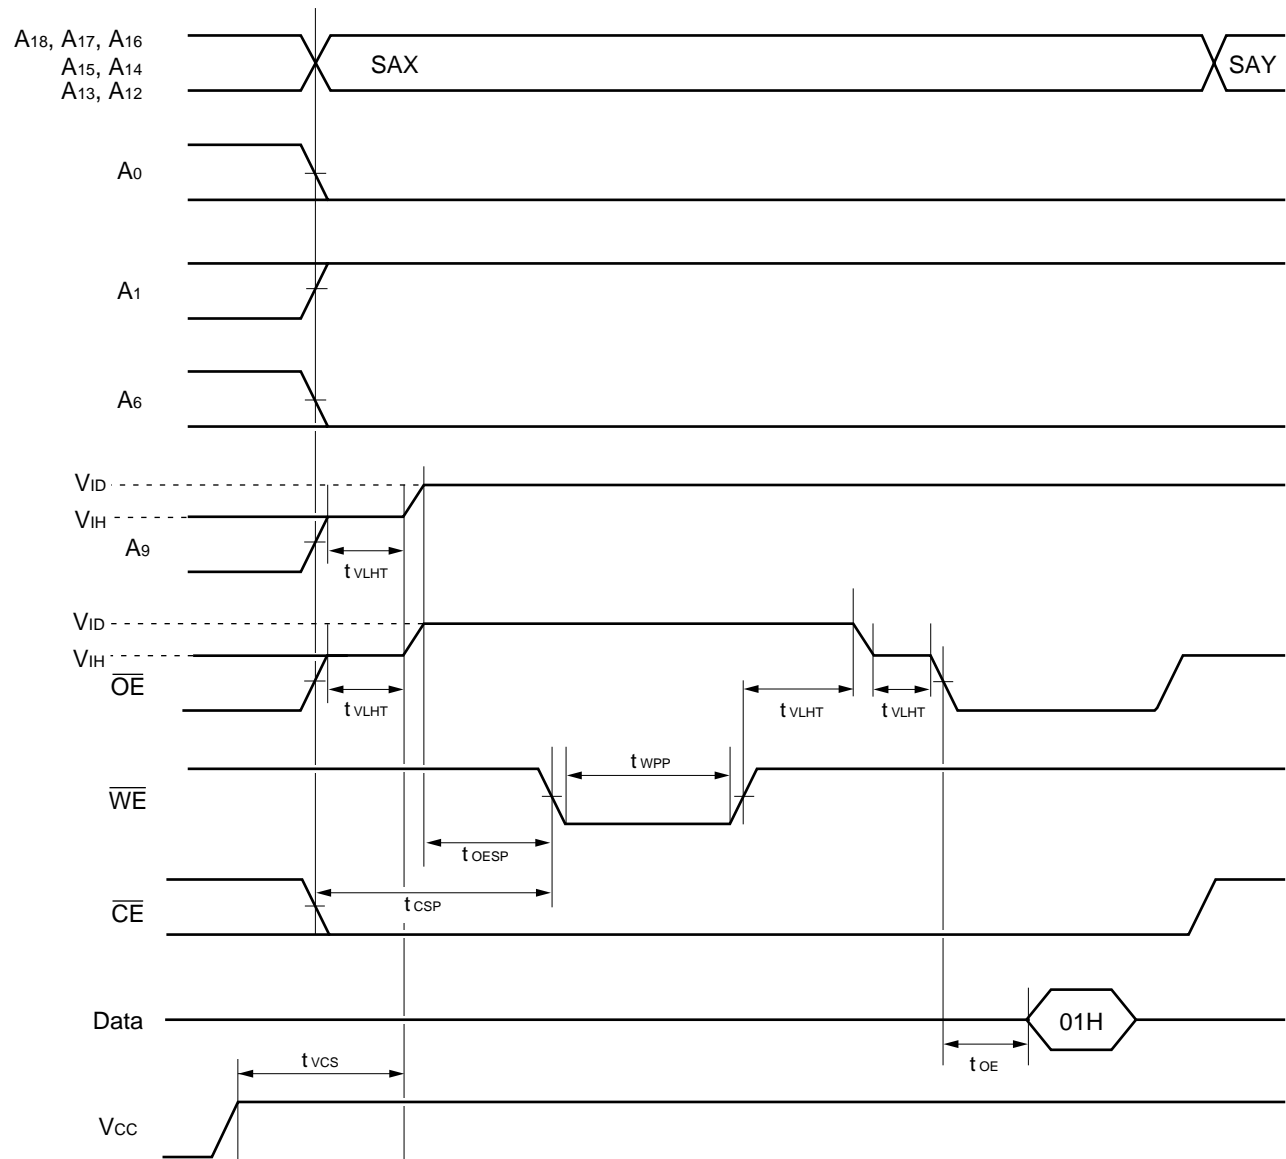 A18, A17, A16
A15, A14
A13, A12
SAX
SAY
A0
A1
A6
VID
VIH
A9
t VLHT
VID
VIH
OE
t VLHT
t VLHT
t VLHT
t WPP
WE
t OESP
t CSP
CE
Data
01H
t OE
t VCS
VCC